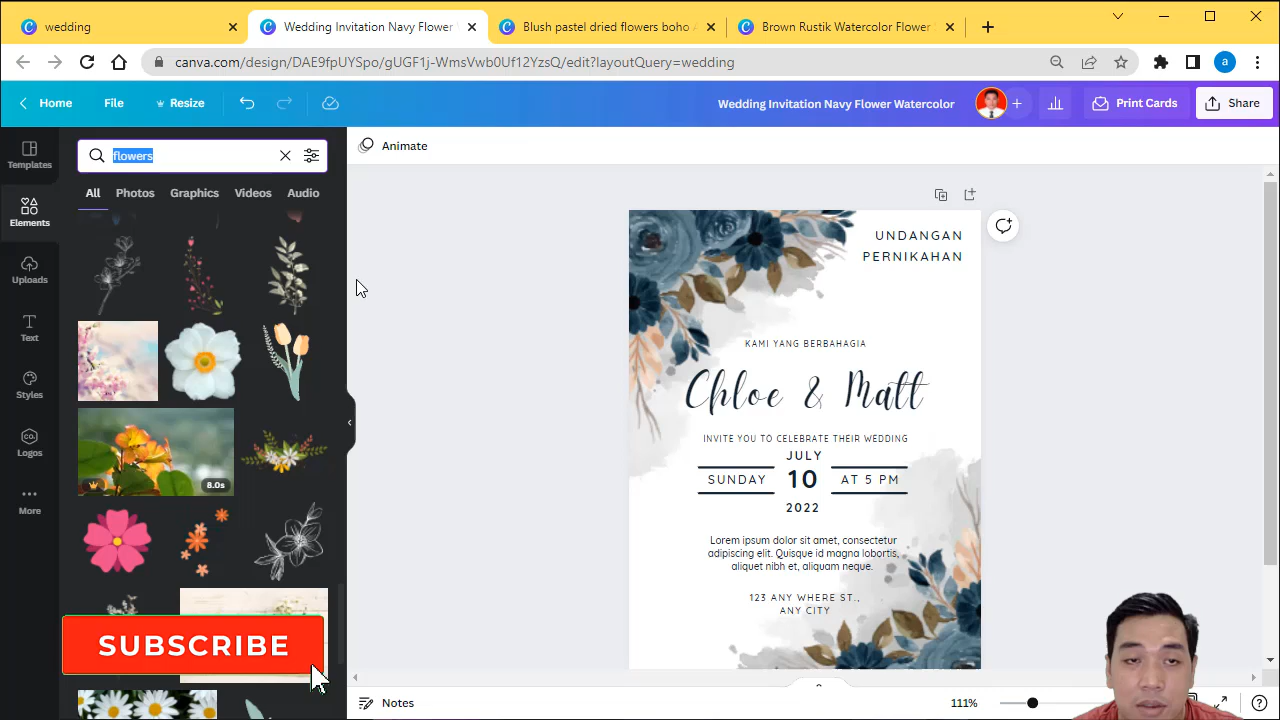 wedding
Wedding Invitation Navy Flower
Blush pastel dried flowers boho
Brown Rustik Watercolor Flower
canva.com/design/DAE9fpUYSpo/gUGF1j-WnsVwb0Uf12YzsQ/edit?layoutQuery=wedding
a
Home
File
Resize
Wedding Invitation Navy Flower Watercolor
Print Cards
Share
Templates
Elements
Uploads
Text
Styles
CO.
Logos
More
flowers
All
Photos
Graphics
Videos
Audio
8.0s
SUBSCRIBE
Animate
UNDANGAN
PERNIKAHAN
KAMI YANG BERBAHAGIA
Chloe & Matt
INVITE YOU TO CELEBRATE THEIR WEDDING
JULY
SUNDAY 10 AT 5 PM
2022
Lorem ipsum dolor sit amet, consectetur
adipiscing elit. Quisque id magna lobortis,
aliquet nibh et, aliquam neque.
123 ANY WHERE ST.,
ANY CITY
Notes
111%